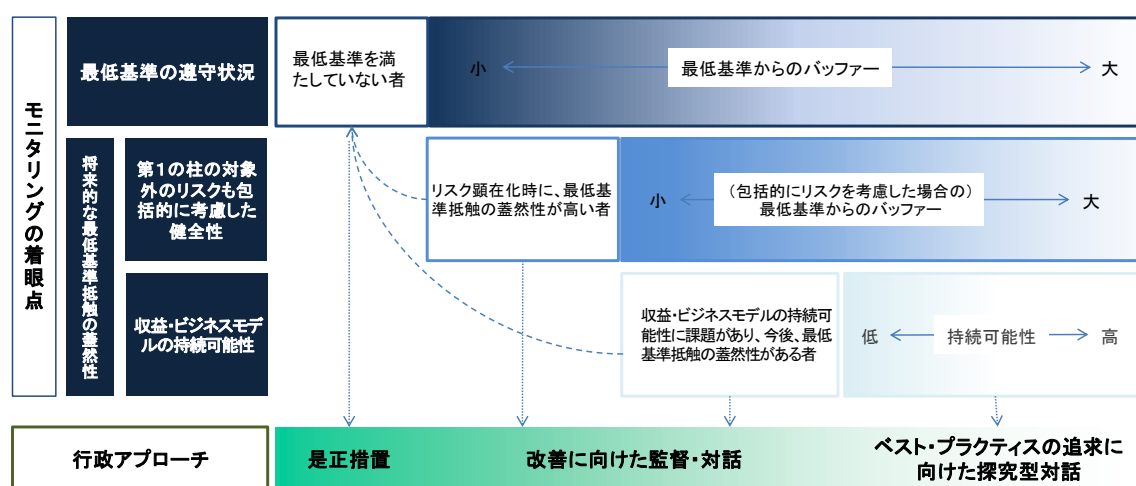 モニタリングの着眼点
最低基準の遵守状況
最低基準を満
たしていない者
小
最低基準からのバッファー
大
将来的な最低基準抵触の蓋然性
第1の柱の対象
外のリスクも包
括的に考慮した
健全性
リスク顕在化時に、最低基
準抵触の蓋然性が高い者
小
(包括的にリスクを考慮した場合の)
最低基準からのバッファー
大
収益・ビジネスモデ
ルの持続可能性
収益・ビジネスモデルの持続可
能性に課題があり、今後、最低
基準抵触の蓋然性がある者
低
持続可能性
高
行政アプローチ
是正措置
改善に向けた監督・対話
ベスト・プラクティスの追求に
向けた探究型対話